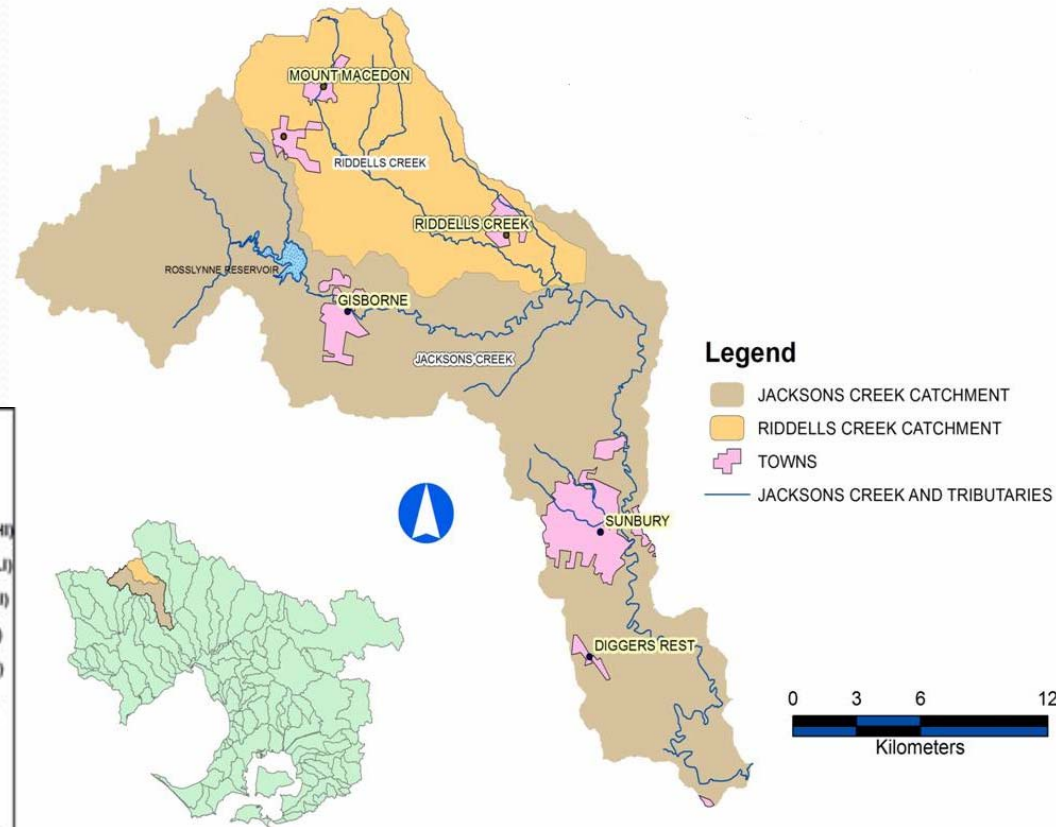 MOUNT MACEDON
RIDDELLS CREEK
RIDDELLS CREEK
ROSSLYNNE RESERVOIR
GISBORNE
JACKSONS CREEK
Legend
JACKSONS CREEK CATCHMENT
RIDDELLS CREEK CATCHMENT
TOWNS
JACKSONS CREEK AND TRIBUTARIES
SUNBURY
DIGGERS REST
0 3 6 12
Kilometers